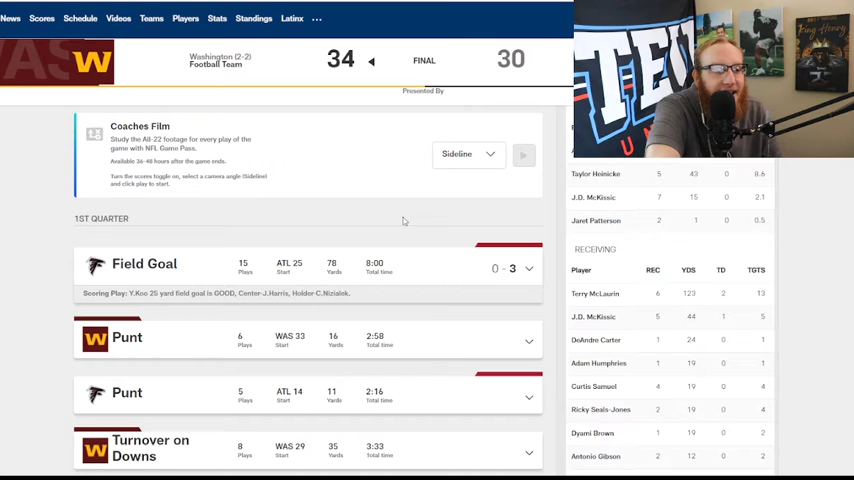 News Scores Schedule Videos Teams Players Stats Standings Latinx ...
WAS W
Washington (2-2)
Football Team
34
FINAL
30
Presented By
Coaches Film
Study the All-22 footage for every play of the
game with NFL Game Pass.
Available 36-48 hours after the game ends.
Turn the scores toggle on, select a camera angle (Sideline)
and click play to start.
Sideline
1ST QUARTER
Field Goal
15 ATL 25 78 8:00
Plays Start Yards Total time
0 - 3
Scoring Play: Y.Koo 25 yard field goal is GOOD, Center-J.Harris, Holder-C.Nizialek.
W Punt
6 WAS 33 16 2:58
Plays Start Yards Total time
Punt
5 ATL 14 11 2:16
Plays Start Yards Total time
W Turnover on
Downs
8 WAS 29 35 3:33
Plays Start Yards Total time
Taylor Heinicke 5 43 0 8.6
J.D. McKissic 7 15 0 2.1
Jaret Patterson 2 1 0 0.5
RECEIVING
Player REC YDS TD TGTS
Terry McLaurin 6 123 2 13
J.D. McKissic 5 44 1 5
DeAndre Carter 1 24 0 1
Adam Humphries 1 19 0 1
Curtis Samuel 4 19 0 4
Ricky Seals-Jones 2 19 0 4
Dyami Brown 1 19 0 2
Antonio Gibson 2 12 0 2
King Henry